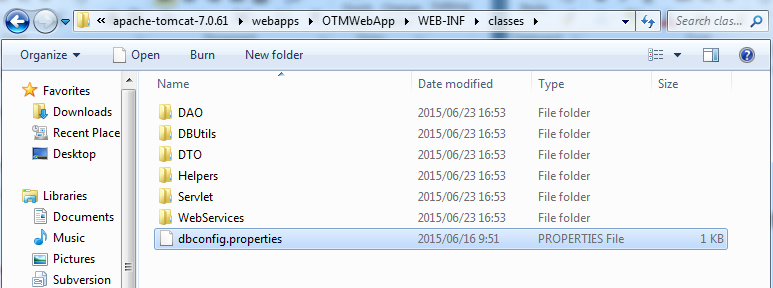 « apache-tomcat-7.0.61 ▸ webapps ▸ OTMWebApp ▸ WEB-INF ▸ classes ▸ Search clas...
Organize ▾ Open Burn New folder
Name Date modified Type Size
Favorites
Downloads
Recent Place
Desktop
Libraries
Documents
Music
Pictures
Subversion
DAO 2015/06/23 16:53 File folder
DBUtils 2015/06/23 16:53 File folder
DTO 2015/06/23 16:53 File folder
Helpers 2015/06/23 16:53 File folder
Servlet 2015/06/23 16:53 File folder
WebServices 2015/06/23 16:53 File folder
dbconfig.properties 2015/06/16 9:51 PROPERTIES File 1 KB